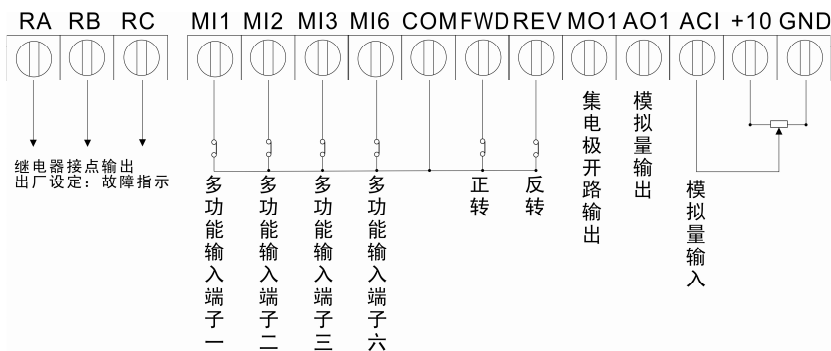 RA RB RC MI1 MI2 MI3 MI6 COM FWD REV MO1 AO1 ACI +10 GND
继电器接点输出
出厂设定：故障指示
多功能输入端子一
多功能输入端子二
多功能输入端子三
多功能输入端子六
正转
反转
集电极开路输出
模拟量输出
模拟量输入